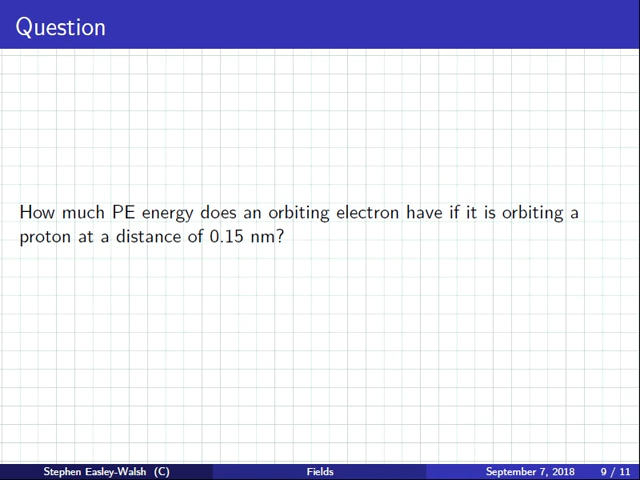 Question
How much PE energy does an orbiting electron have if it is orbiting a
proton at a distance of 0.15 nm?
Stephen Easley-Walsh (C) Fields September 7, 2018 9 / 11